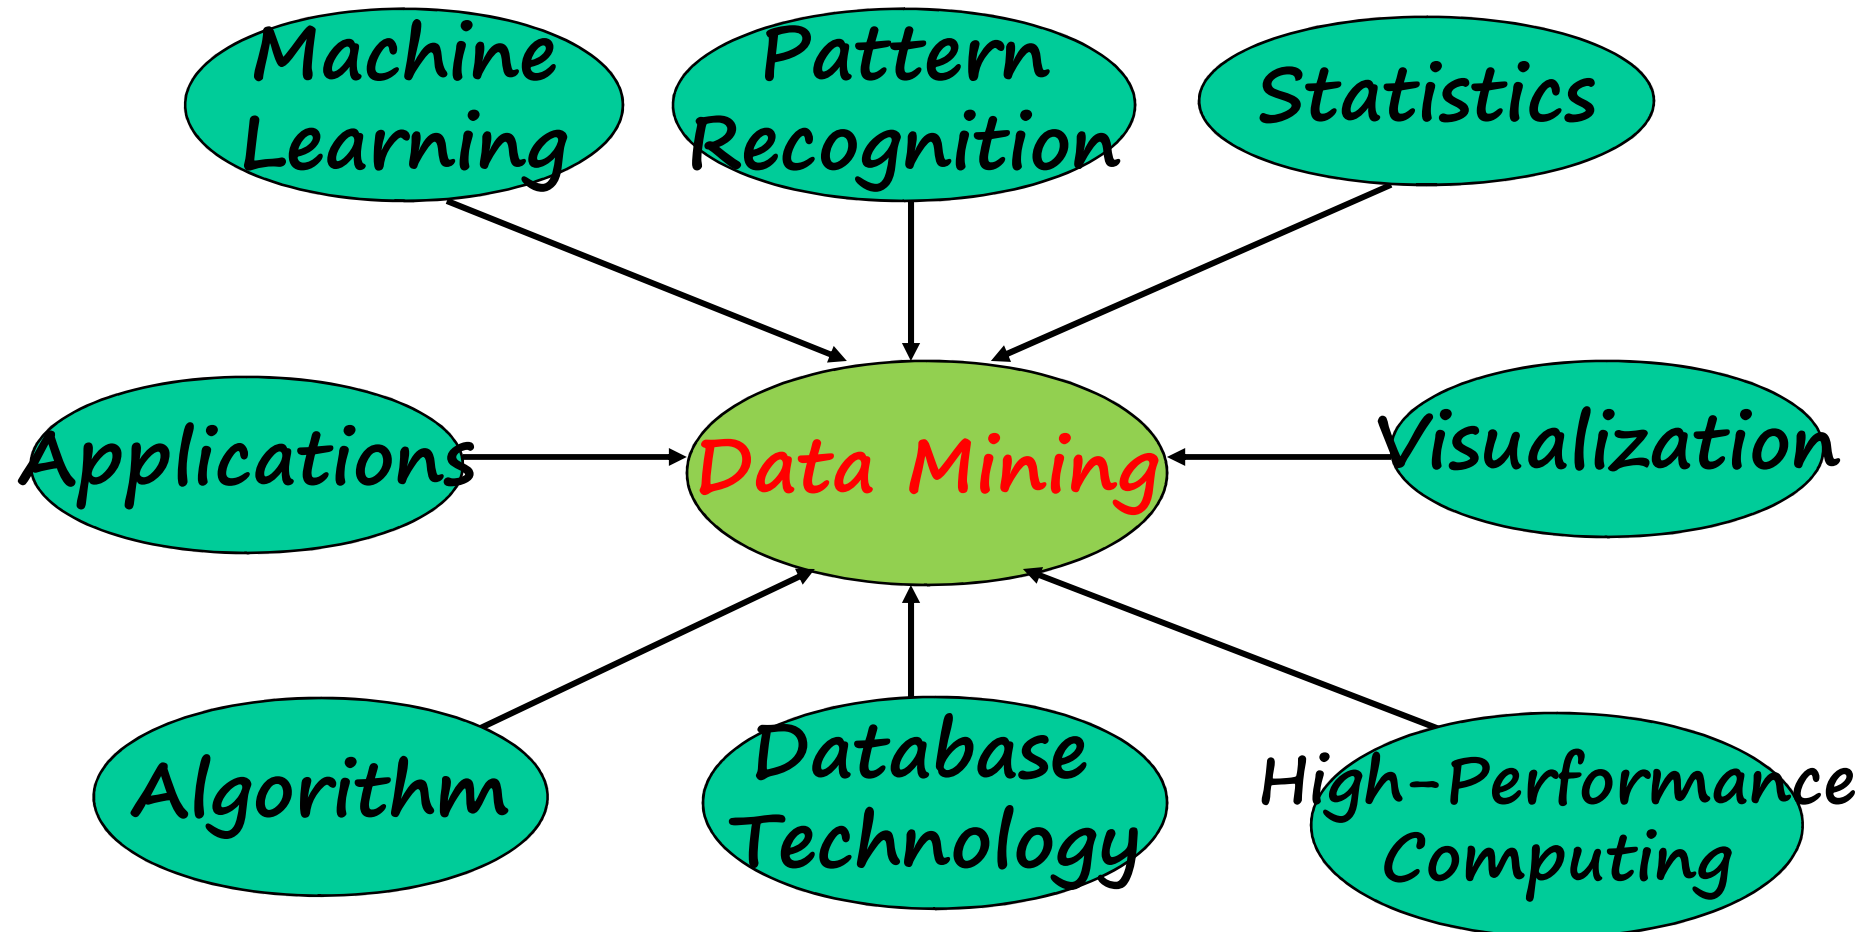 Machine
Learning
Pattern
Recognition
Statistics
Applications
Data Mining
Visualization
Algorithm
Database
Technology
High-Performance
Computing